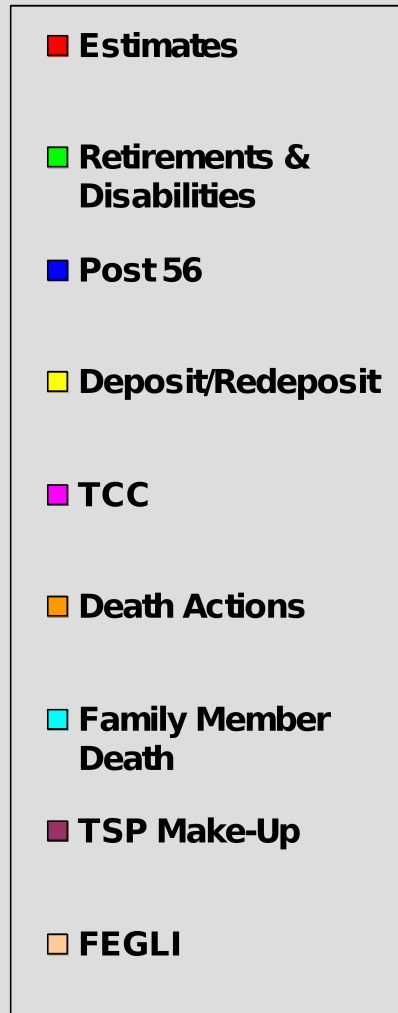 Estimates
Retirements &
Disabilities
Post 56
Deposit/Redeposit
TCC
Death Actions
Family Member
Death
TSP Make-Up
FEGLI